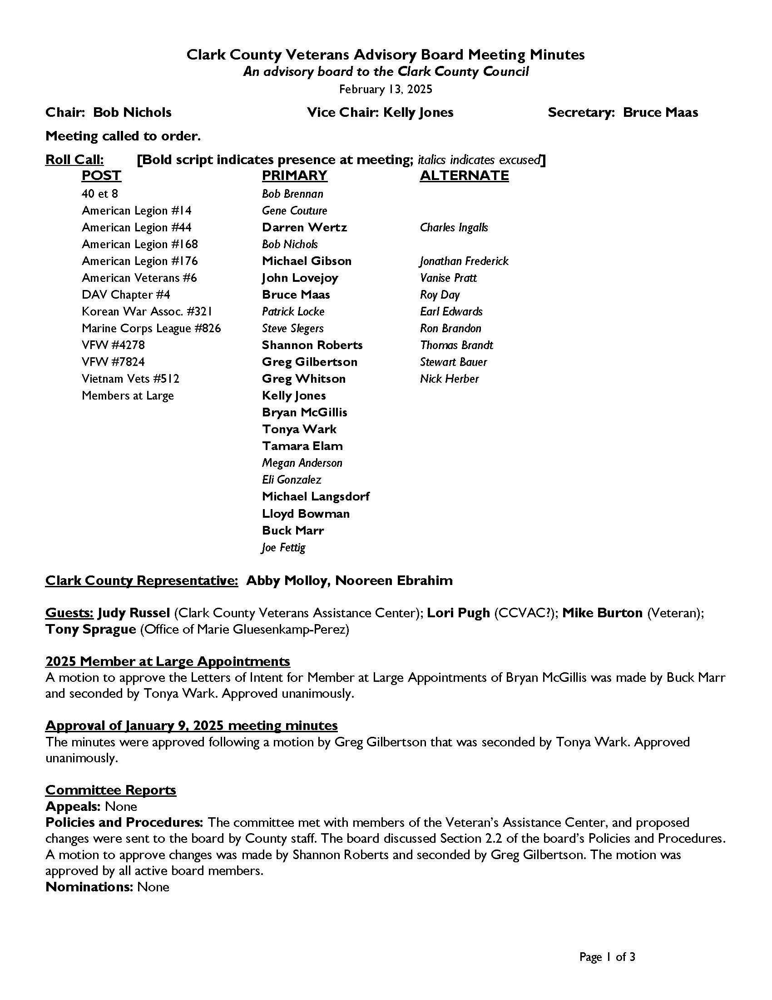 Clark County Veterans Advisory Board Meeting Minutes
An advisory board to the Clark County Council
February 13, 2025
Chair: Bob Nichols Vice Chair: Kelly Jones Secretary: Bruce Maas
Meeting called to order.
Roll Call: [Bold script indicates presence at meeting; italics indicates excused]
POST PRIMARY ALTERNATE
40 et 8 Bob Brennan
American Legion #14 Gene Couture
American Legion #44 Darren Wertz Charles Ingalls
American Legion #168 Bob Nichols
American Legion #176 Michael Gibson Jonathan Frederick
American Veterans #6 John Lovejoy Vanise Pratt
DAV Chapter #4 Bruce Maas Roy Day
Korean War Assoc. #321 Patrick Locke Earl Edwards
Marine Corps League #826 Steve Slegers Ron Brandon
VFW #4278 Shannon Roberts Thomas Brandt
VFW #7824 Greg Gilbertson Stewart Bauer
Vietnam Vets #512 Greg Whitson Nick Herber
Members at Large Kelly Jones
Bryan McGillis
Tonya Wark
Tamara Elam
Megan Anderson
Eli Gonzalez
Michael Langsdorf
Lloyd Bowman
Buck Marr
Joe Fettig
Clark County Representative: Abby Molloy, Nooreen Ebrahim
Guests: Judy Russel (Clark County Veterans Assistance Center); Lori Pugh (CCVAC?); Mike Burton (Veteran);
Tony Sprague (Office of Marie Gluesenkamp-Perez)
2025 Member at Large Appointments
A motion to approve the Letters of Intent for Member at Large Appointments of Bryan McGillis was made by Buck Marr
and seconded by Tonya Wark. Approved unanimously.
Approval of January 9, 2025 meeting minutes
The minutes were approved following a motion by Greg Gilbertson that was seconded by Tonya Wark. Approved
unanimously.
Committee Reports
Appeals: None
Policies and Procedures: The committee met with members of the Veteran’s Assistance Center, and proposed
changes were sent to the board by County staff. The board discussed Section 2.2 of the board’s Policies and Procedures.
A motion to approve changes was made by Shannon Roberts and seconded by Greg Gilbertson. The motion was
approved by all active board members.
Nominations: None
Page 1 of 3